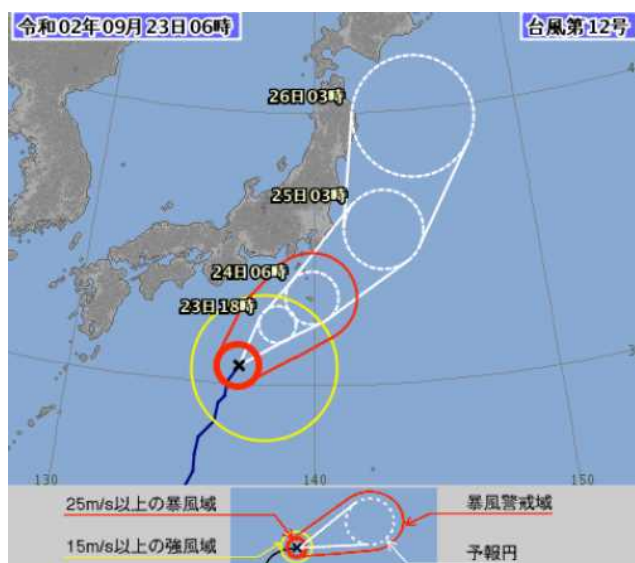 令和02年09月23日06時
台風第12号
4
26日03時
25日03時
24日06時
23日18時
3
130
140
150
25m/s以上の暴風域
暴風警戒域
15m/s以上の強風域
予報円